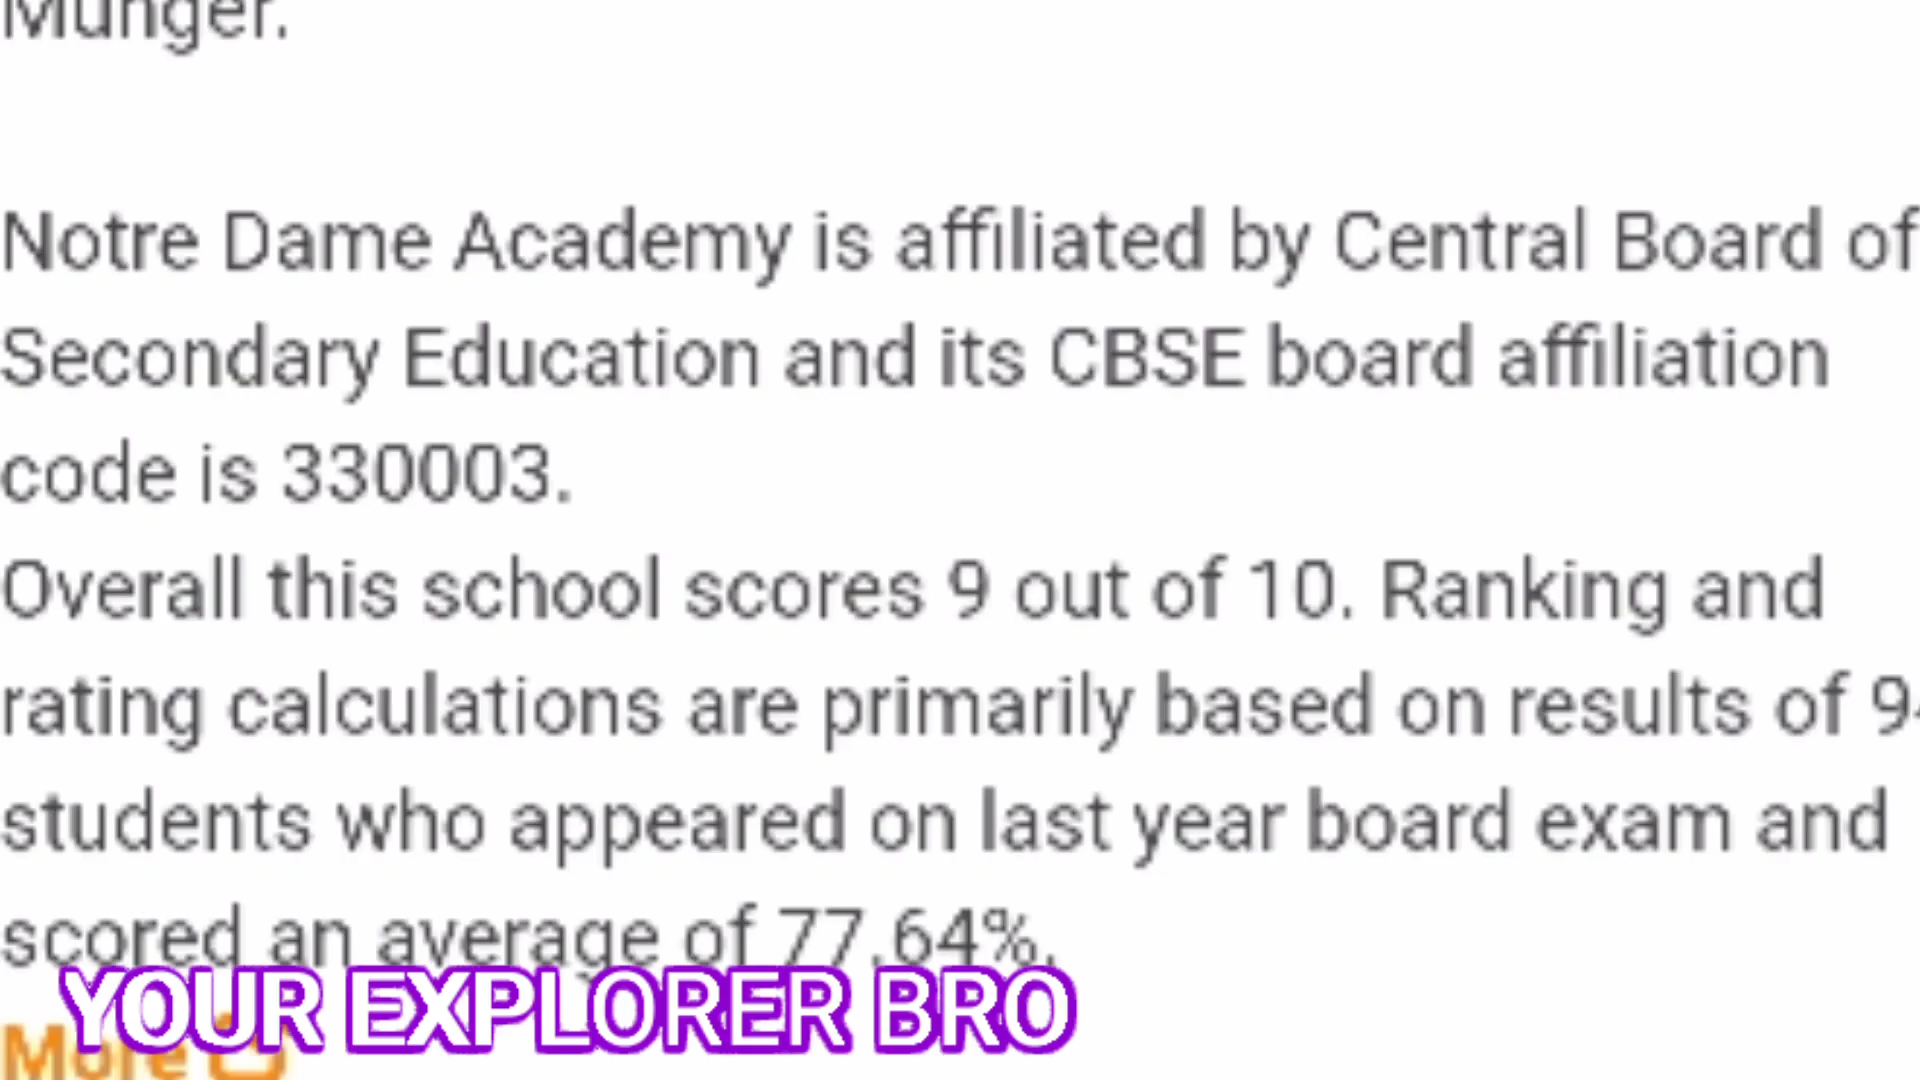 Munger.
Notre Dame Academy is affiliated by Central Board of
Secondary Education and its CBSE board affiliation
code is 330003.
Overall this school scores 9 out of 10. Ranking and
rating calculations are primarily based on results of
students who appeared on last year board exam and
scored an average of 77.64%.
YOUR EXPLORER BRO
More